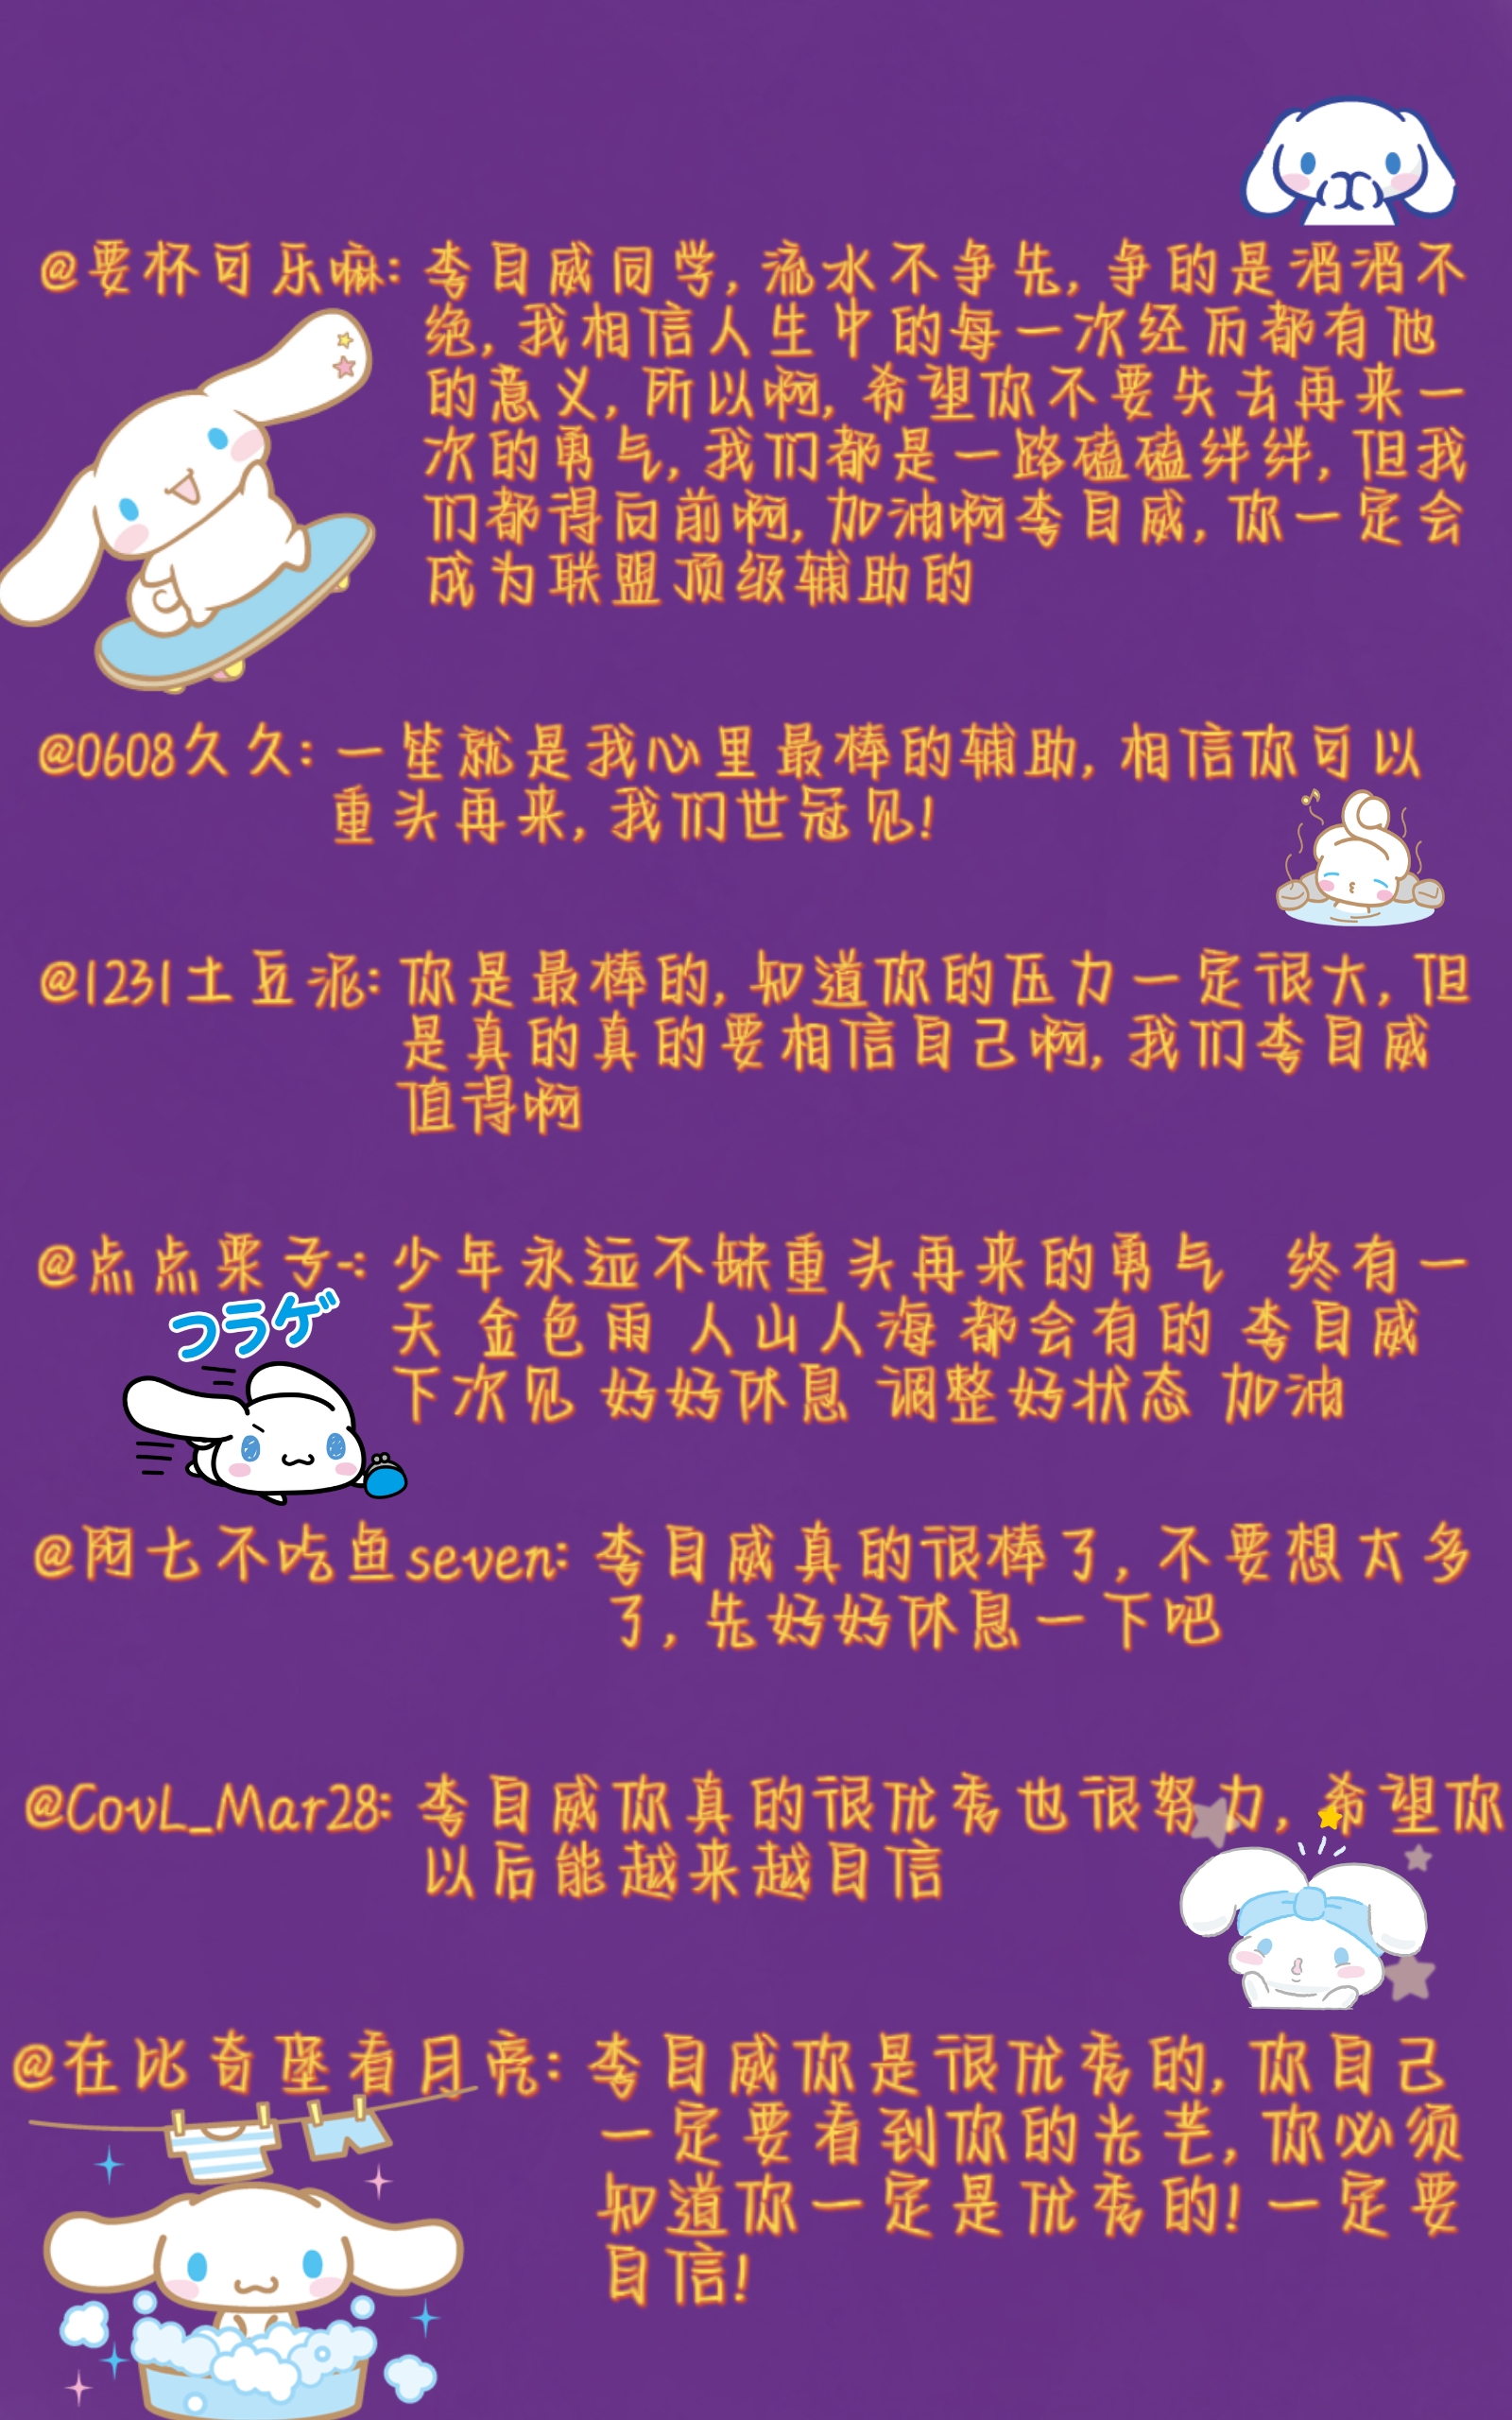 @要杯可乐嘛: 李目威同学, 流水不争先, 争的是滔滔不
绝, 我相信人生中的每一次经历都有他
的意义, 所以啊, 希望你不要失去再来一
次的勇气, 我们都是一路磕磕绊绊, 但我
们都得向前啊, 加油啊李目威, 你一定会
成为联盟顶级辅助的
@0608久久: 一笙就是我心里最棒的辅助, 相信你可以
重头再来, 我们世冠见!
@1231土豆泥: 你是最棒的, 知道你的压力一定很大, 但
是真的真的要相信自己啊, 我们李目威
值得啊
@点点栗子-: 少年永远不缺重头再来的勇气 终有一
天 金色雨 人山人海 都会有的 李目威
下次见 好好休息 调整好状态 加油
フラゲ
@阿七不吃鱼seven: 李目威真的很棒了, 不要想太多
了, 先好好休息一下吧
@CovL_Mar28: 李目威你真的很优秀也很努力, 希望你
以后能越来越自信
@在比奇堡看月亮: 李目威你是很优秀的, 你自己
一定要看到你的光芒, 你必须
知道你一定是优秀的! 一定要
自信!